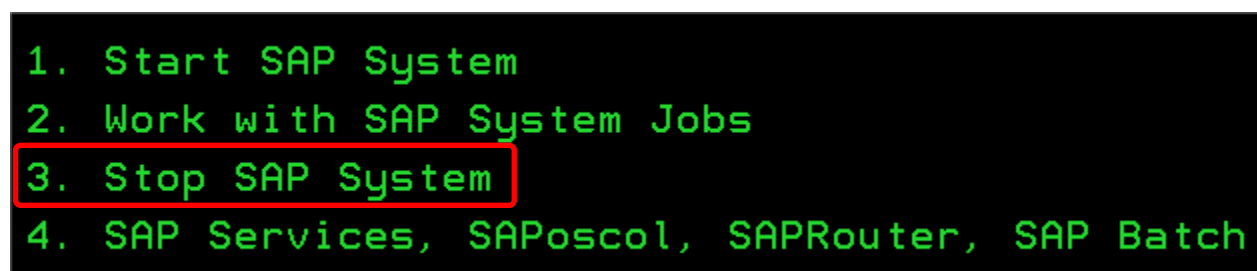 1. Start SAP System
2. Work with SAP System Jobs
3. Stop SAP System
4. SAP Services, SAPoscol, SAPRouter, SAP Batch